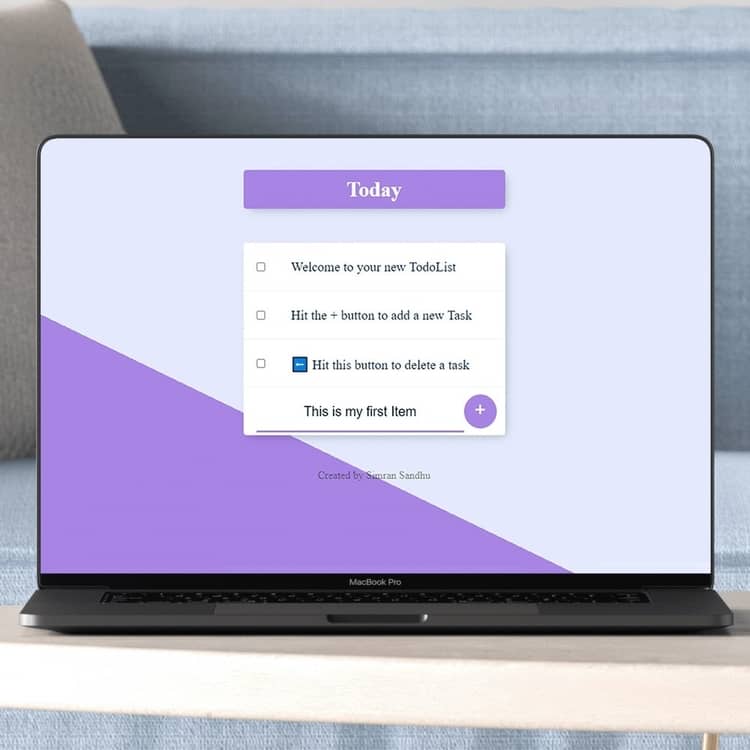 Today
Welcome to your new TodoList
Hit the + button to add a new Task
⬅ Hit this button to delete a task
This is my first Item
+
Created by Simran Sandhu
MacBook Pro